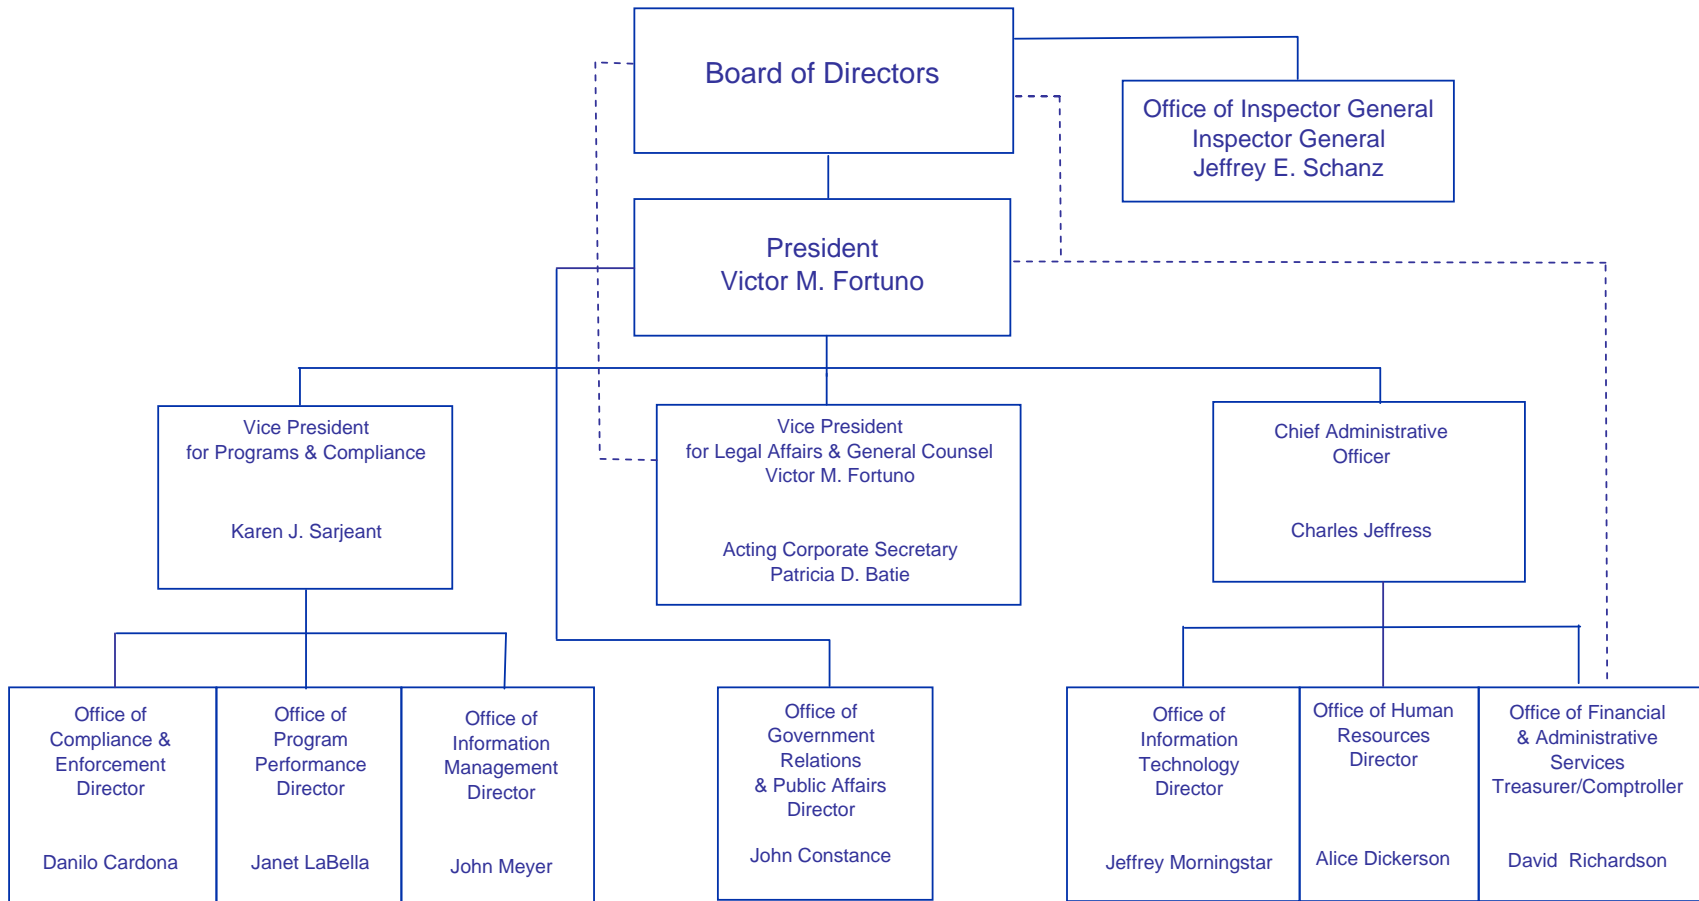 Board of Directors
Office of Inspector General
Inspector General
Jeffrey E. Schanz
President
Victor M. Fortuno
Vice President
for Programs & Compliance
Karen J. Sarjeant
Vice President
for Legal Affairs & General Counsel
Victor M. Fortuno
Acting Corporate Secretary
Patricia D. Batie
Chief Administrative
Officer
Charles Jeffress
Office of
Compliance &
Enforcement
Director
Danilo Cardona
Office of
Program
Performance
Director
Janet LaBella
Office of
Information
Management
Director
John Meyer
Office of
Government
Relations
& Public Affairs
Director
John Constance
Office of
Information
Technology
Director
Jeffrey Morningstar
Office of Human
Resources
Director
Alice Dickerson
Office of Financial
& Administrative
Services
Treasurer/Comptroller
David Richardson